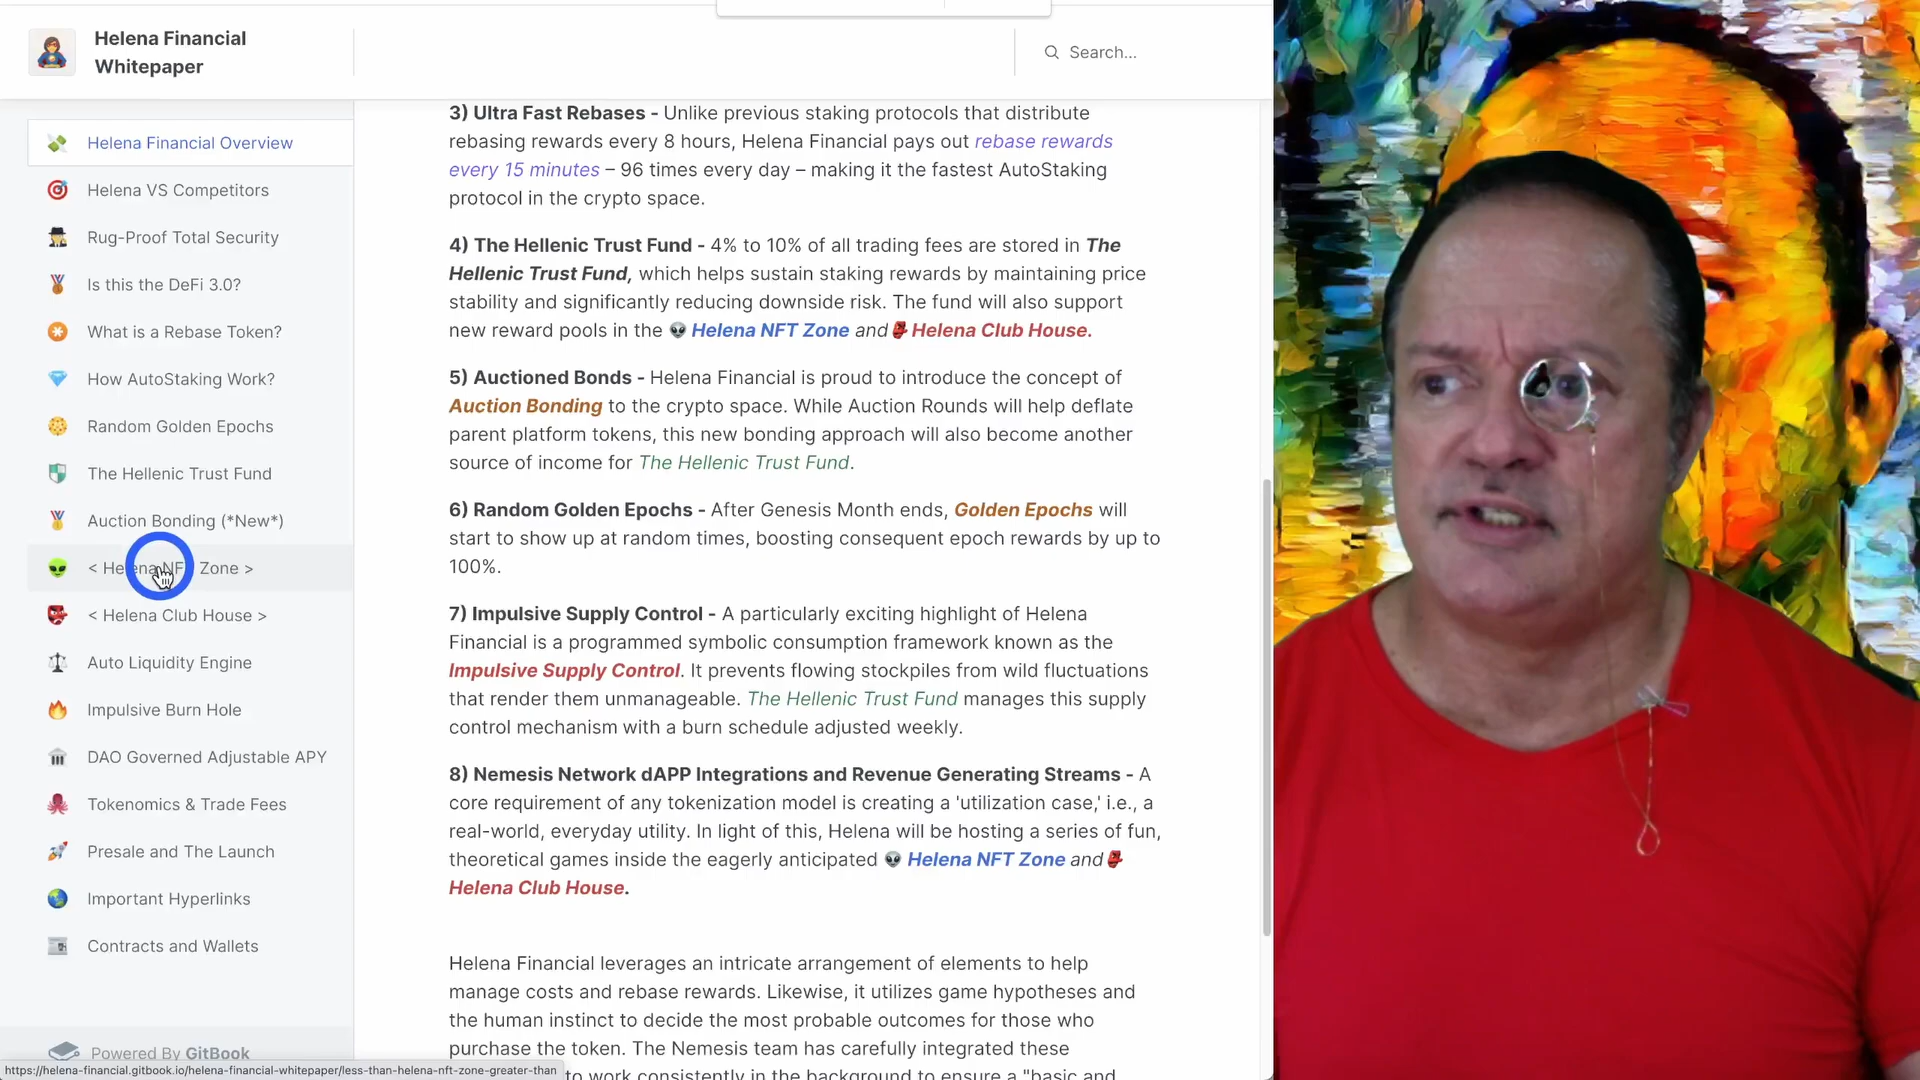 Helena Financial
Whitepaper
Search...
Helena Financial Overview
Helena VS Competitors
Rug-Proof Total Security
Is this the DeFi 3.0?
What is a Rebase Token?
How AutoStaking Work?
Random Golden Epochs
The Hellenic Trust Fund
Auction Bonding (*New*)
< Helena NFT Zone >
< Helena Club House >
Auto Liquidity Engine
Impulsive Burn Hole
DAO Governed Adjustable APY
Tokenomics & Trade Fees
Presale and The Launch
Important Hyperlinks
Contracts and Wallets
Powered By GitBook
https://helena-financial.gitbook.io/helena-financial-whitepaper/less-than-helena-nft-zone-greater-than
3) Ultra Fast Rebases - Unlike previous staking protocols that distribute
rebasing rewards every 8 hours, Helena Financial pays out rebase rewards
every 15 minutes – 96 times every day – making it the fastest AutoStaking
protocol in the crypto space.
4) The Hellenic Trust Fund - 4% to 10% of all trading fees are stored in The
Hellenic Trust Fund, which helps sustain staking rewards by maintaining price
stability and significantly reducing downside risk. The fund will also support
new reward pools in the Helena NFT Zone and Helena Club House.
5) Auctioned Bonds - Helena Financial is proud to introduce the concept of
Auction Bonding to the crypto space. While Auction Rounds will help deflate
parent platform tokens, this new bonding approach will also become another
source of income for The Hellenic Trust Fund.
6) Random Golden Epochs - After Genesis Month ends, Golden Epochs will
start to show up at random times, boosting consequent epoch rewards by up to
100%.
7) Impulsive Supply Control - A particularly exciting highlight of Helena
Financial is a programmed symbolic consumption framework known as the
Impulsive Supply Control. It prevents flowing stockpiles from wild fluctuations
that render them unmanageable. The Hellenic Trust Fund manages this supply
control mechanism with a burn schedule adjusted weekly.
8) Nemesis Network dAPP Integrations and Revenue Generating Streams - A
core requirement of any tokenization model is creating a 'utilization case,' i.e., a
real-world, everyday utility. In light of this, Helena will be hosting a series of fun,
theoretical games inside the eagerly anticipated Helena NFT Zone and
Helena Club House.
Helena Financial leverages an intricate arrangement of elements to help
manage costs and rebase rewards. Likewise, it utilizes game hypotheses and
the human instinct to decide the most probable outcomes for those who
purchase the token. The Nemesis team has carefully integrated these
to work consistently in the background to ensure a "basic and